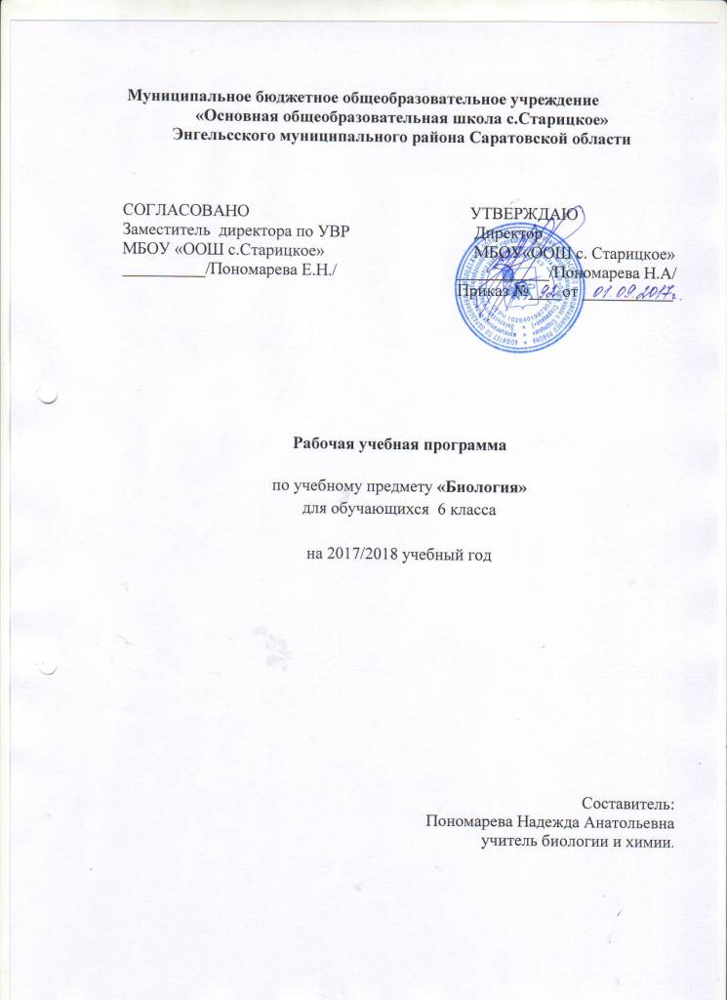 Муниципальное бюджетное общеобразовательное учреждение
«Основная общеобразовательная школа с.Старицкое»
Энгельсского муниципального района Саратовской области
СОГЛАСОВАНО
Заместитель директора по УВР
МБОУ «ООШ с.Старицкое»
__________/Пономарева Е.Н./
УТВЕРЖДАЮ
Директор
МБОУ«ООШ с. Старицкое»
_________/Пономарева Н.А/
Приказ № 92 от 01.09.2017г.
Рабочая учебная программа
по учебному предмету «Биология»
для обучающихся 6 класса
на 2017/2018 учебный год
Составитель:
Пономарева Надежда Анатольевна
учитель биологии и химии.